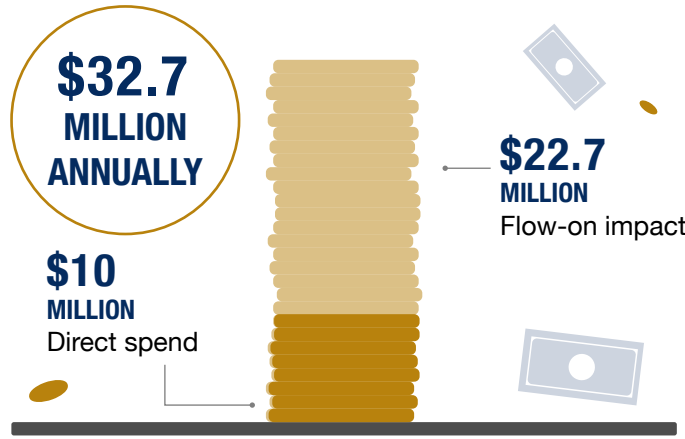 $32.7
MILLION
ANNUALLY
$22.7
MILLION
Flow-on impact
$10
MILLION
Direct spend